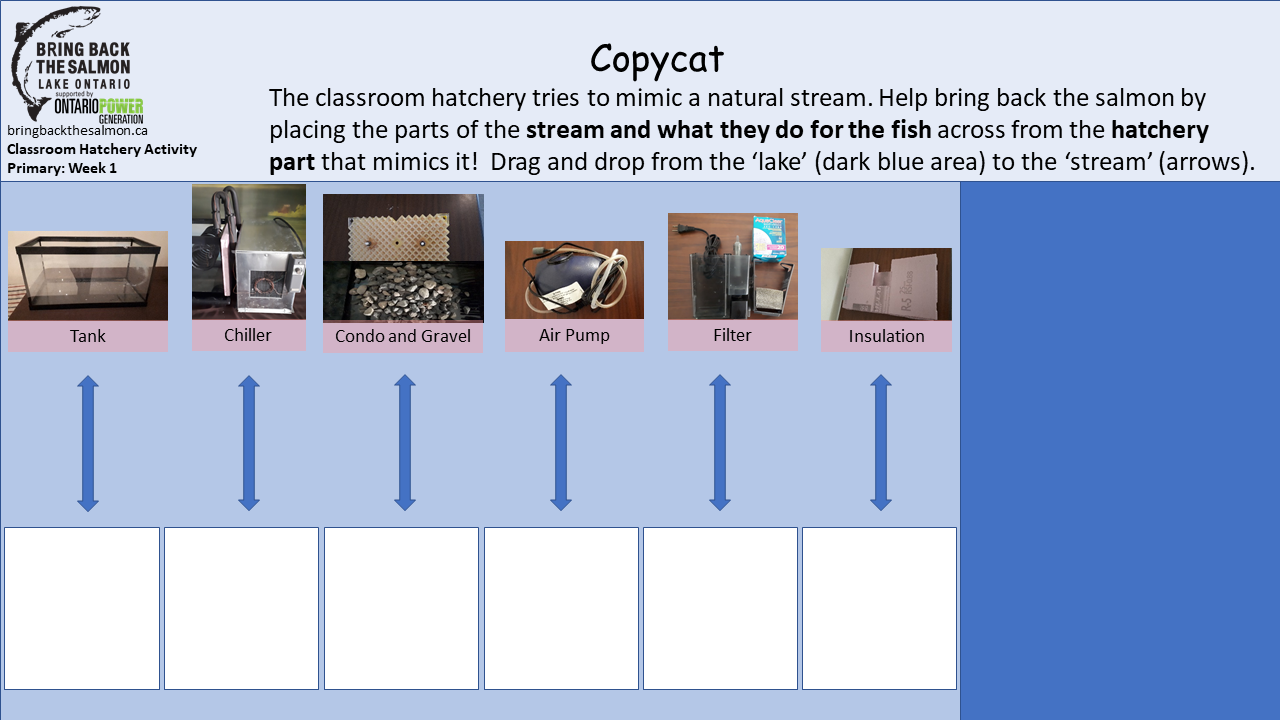 BRING BACK
THE SALMON
LAKE ONTARIO
supported by
ONTARIOPOWER
GENERATION
bringbackthesalmon.ca
Classroom Hatchery Activity
Primary: Week 1
Copycat
The classroom hatchery tries to mimic a natural stream. Help bring back the salmon by
placing the parts of the stream and what they do for the fish across from the hatchery
part that mimics it!  Drag and drop from the ‘lake’ (dark blue area) to the ‘stream’ (arrows).
Tank
Chiller
Condo and Gravel
Air Pump
Filter
Insulation